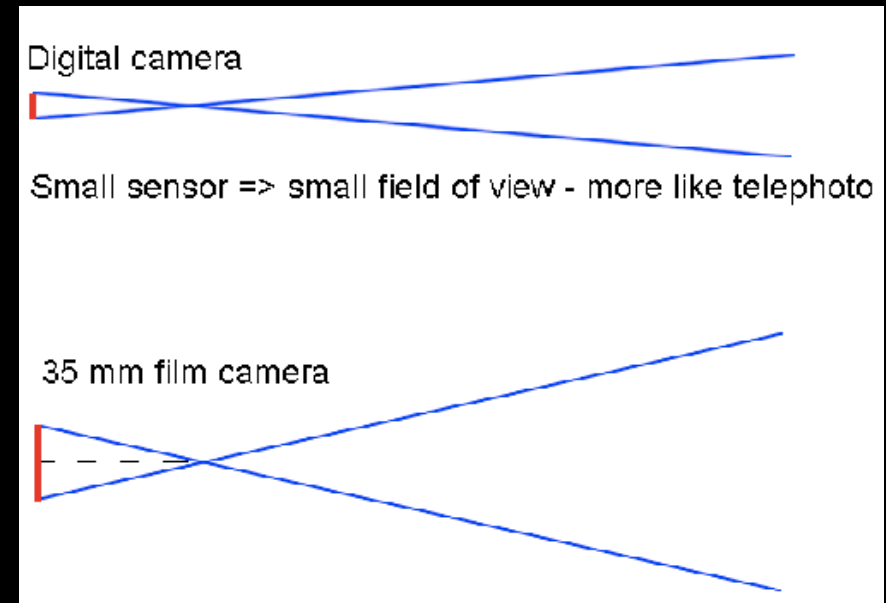 Digital camera
Small sensor => small field of view - more like telephoto
35 mm film camera